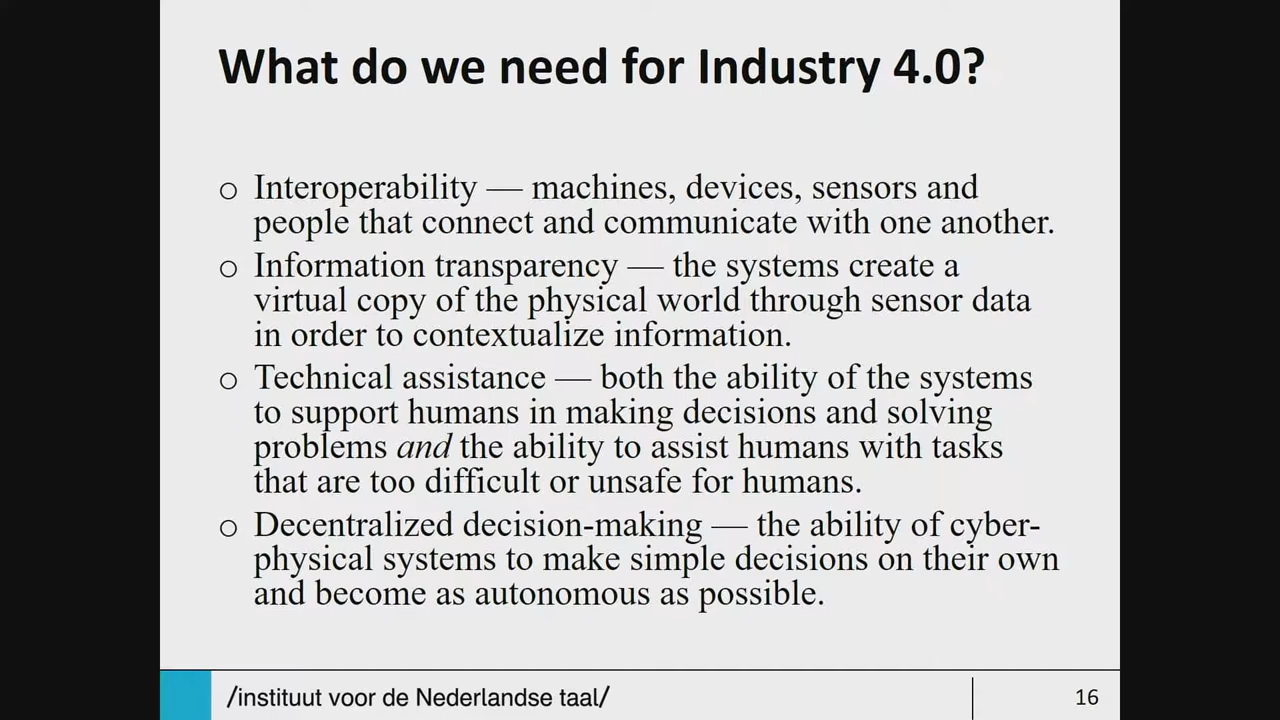 What do we need for Industry 4.0?
o Interoperability — machines, devices, sensors and
people that connect and communicate with one another.
o Information transparency — the systems create a
virtual copy of the physical world through sensor data
in order to contextualize information.
o Technical assistance — both the ability of the systems
to support humans in making decisions and solving
problems and the ability to assist humans with tasks
that are too difficult or unsafe for humans.
o Decentralized decision-making — the ability of cyber-
physical systems to make simple decisions on their own
and become as autonomous as possible.
/instituut voor de Nederlandse taal/
16